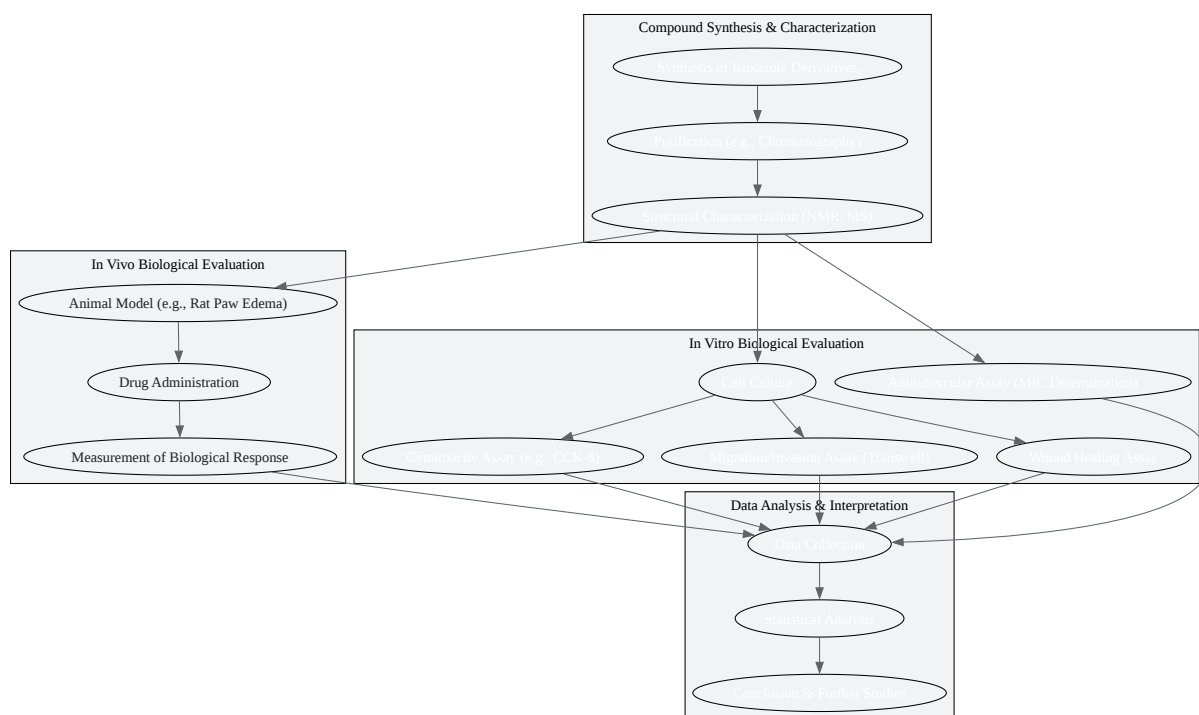 Compound Synthesis & Characterization
Synthesis of Isoxazole Derivatives
Purification (e.g., Chromatography)
Structural Characterization (NMR, MS)
In Vivo Biological Evaluation
Animal Model (e.g., Rat Paw Edema)
Drug Administration
Measurement of Biological Response
In Vitro Biological Evaluation
Cell Culture
Antitubercular Assay (MIC Determination)
Cytotoxicity Assay (e.g., CCK-8)
Migration/Invasion Assay (Transwell)
Wound Healing Assay
Data Analysis & Interpretation
Data Collection
Statistical Analysis
Conclusion & Further Studies